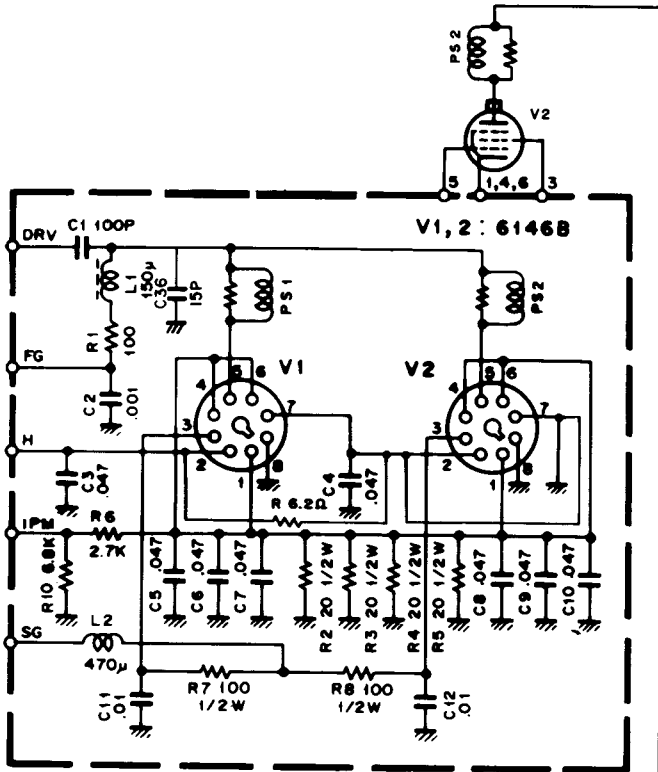 PS2
V2
5
1,4,6
3
V1, 2 : 6146B
DRV
C1 100P
L1
150μ
C36
15P
PS1
PS2
R1
100
FG
C2
.001
V1
V2
4
5
6
7
3
2
1
8
4
5
6
7
3
2
1
8
H
C3
.047
C4
.047
R 6.2Ω
IPM
R6
2.7K
R10 6.8K
C5 .047
C6 .047
C7 .047
R2 20 1/2W
R3 20 1/2W
R4 20 1/2W
R5 20 1/2W
C8 .047
C9 .047
C10 .047
SG
L2
470μ
R7 100
1/2W
R8 100
1/2W
C11
.01
C12
.01